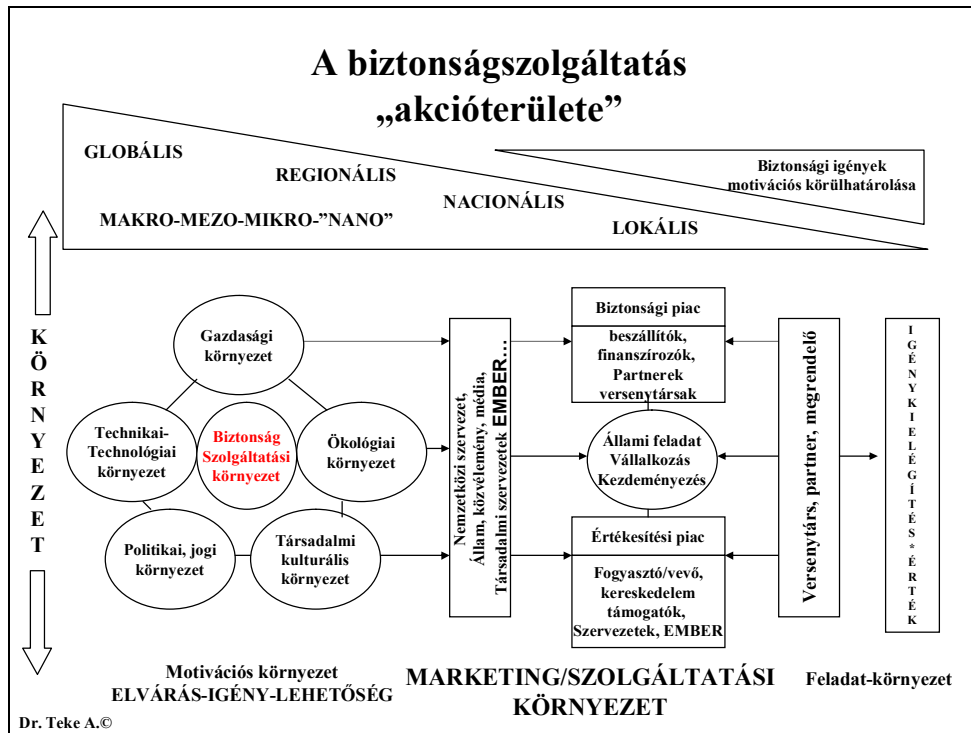 A biztonságszolgáltatás
„akcióterülete”
GLOBÁLIS
REGIONÁLIS
NACIONÁLIS
LOKÁLIS
MAKRO-MEZO-MIKRO-”NANO”
Biztonsági igények
motivációs körülhatárolása
KÖRNYEZET
Gazdasági
környezet
Technikai-
Technológiai
környezet
Biztonság
Szolgáltatási
környezet
Ökológiai
környezet
Politikai, jogi
környezet
Társadalmi
kulturális
környezet
Nemzetközi szervezet,
Állam, közvélemény, média,
Társadalmi szervezetek EMBER…
Biztonsági piac
beszállítók,
finanszírozók,
Partnerek
versenytársak
Állami feladat
Vállalkozás
Kezdeményezés
Értékesítési piac
Fogyasztó/vevő,
kereskedelem
támogatók,
Szervezetek, EMBER
Versenytárs, partner, megrendelő
IGÉNYKIELÉGÍTÉS*ÉRTÉK
Motivációs környezet
ELVÁRÁS-IGÉNY-LEHETŐSÉG
MARKETING/SZOLGÁLTATÁSI
KÖRNYEZET
Feladat-környezet
Dr. Teke A.©